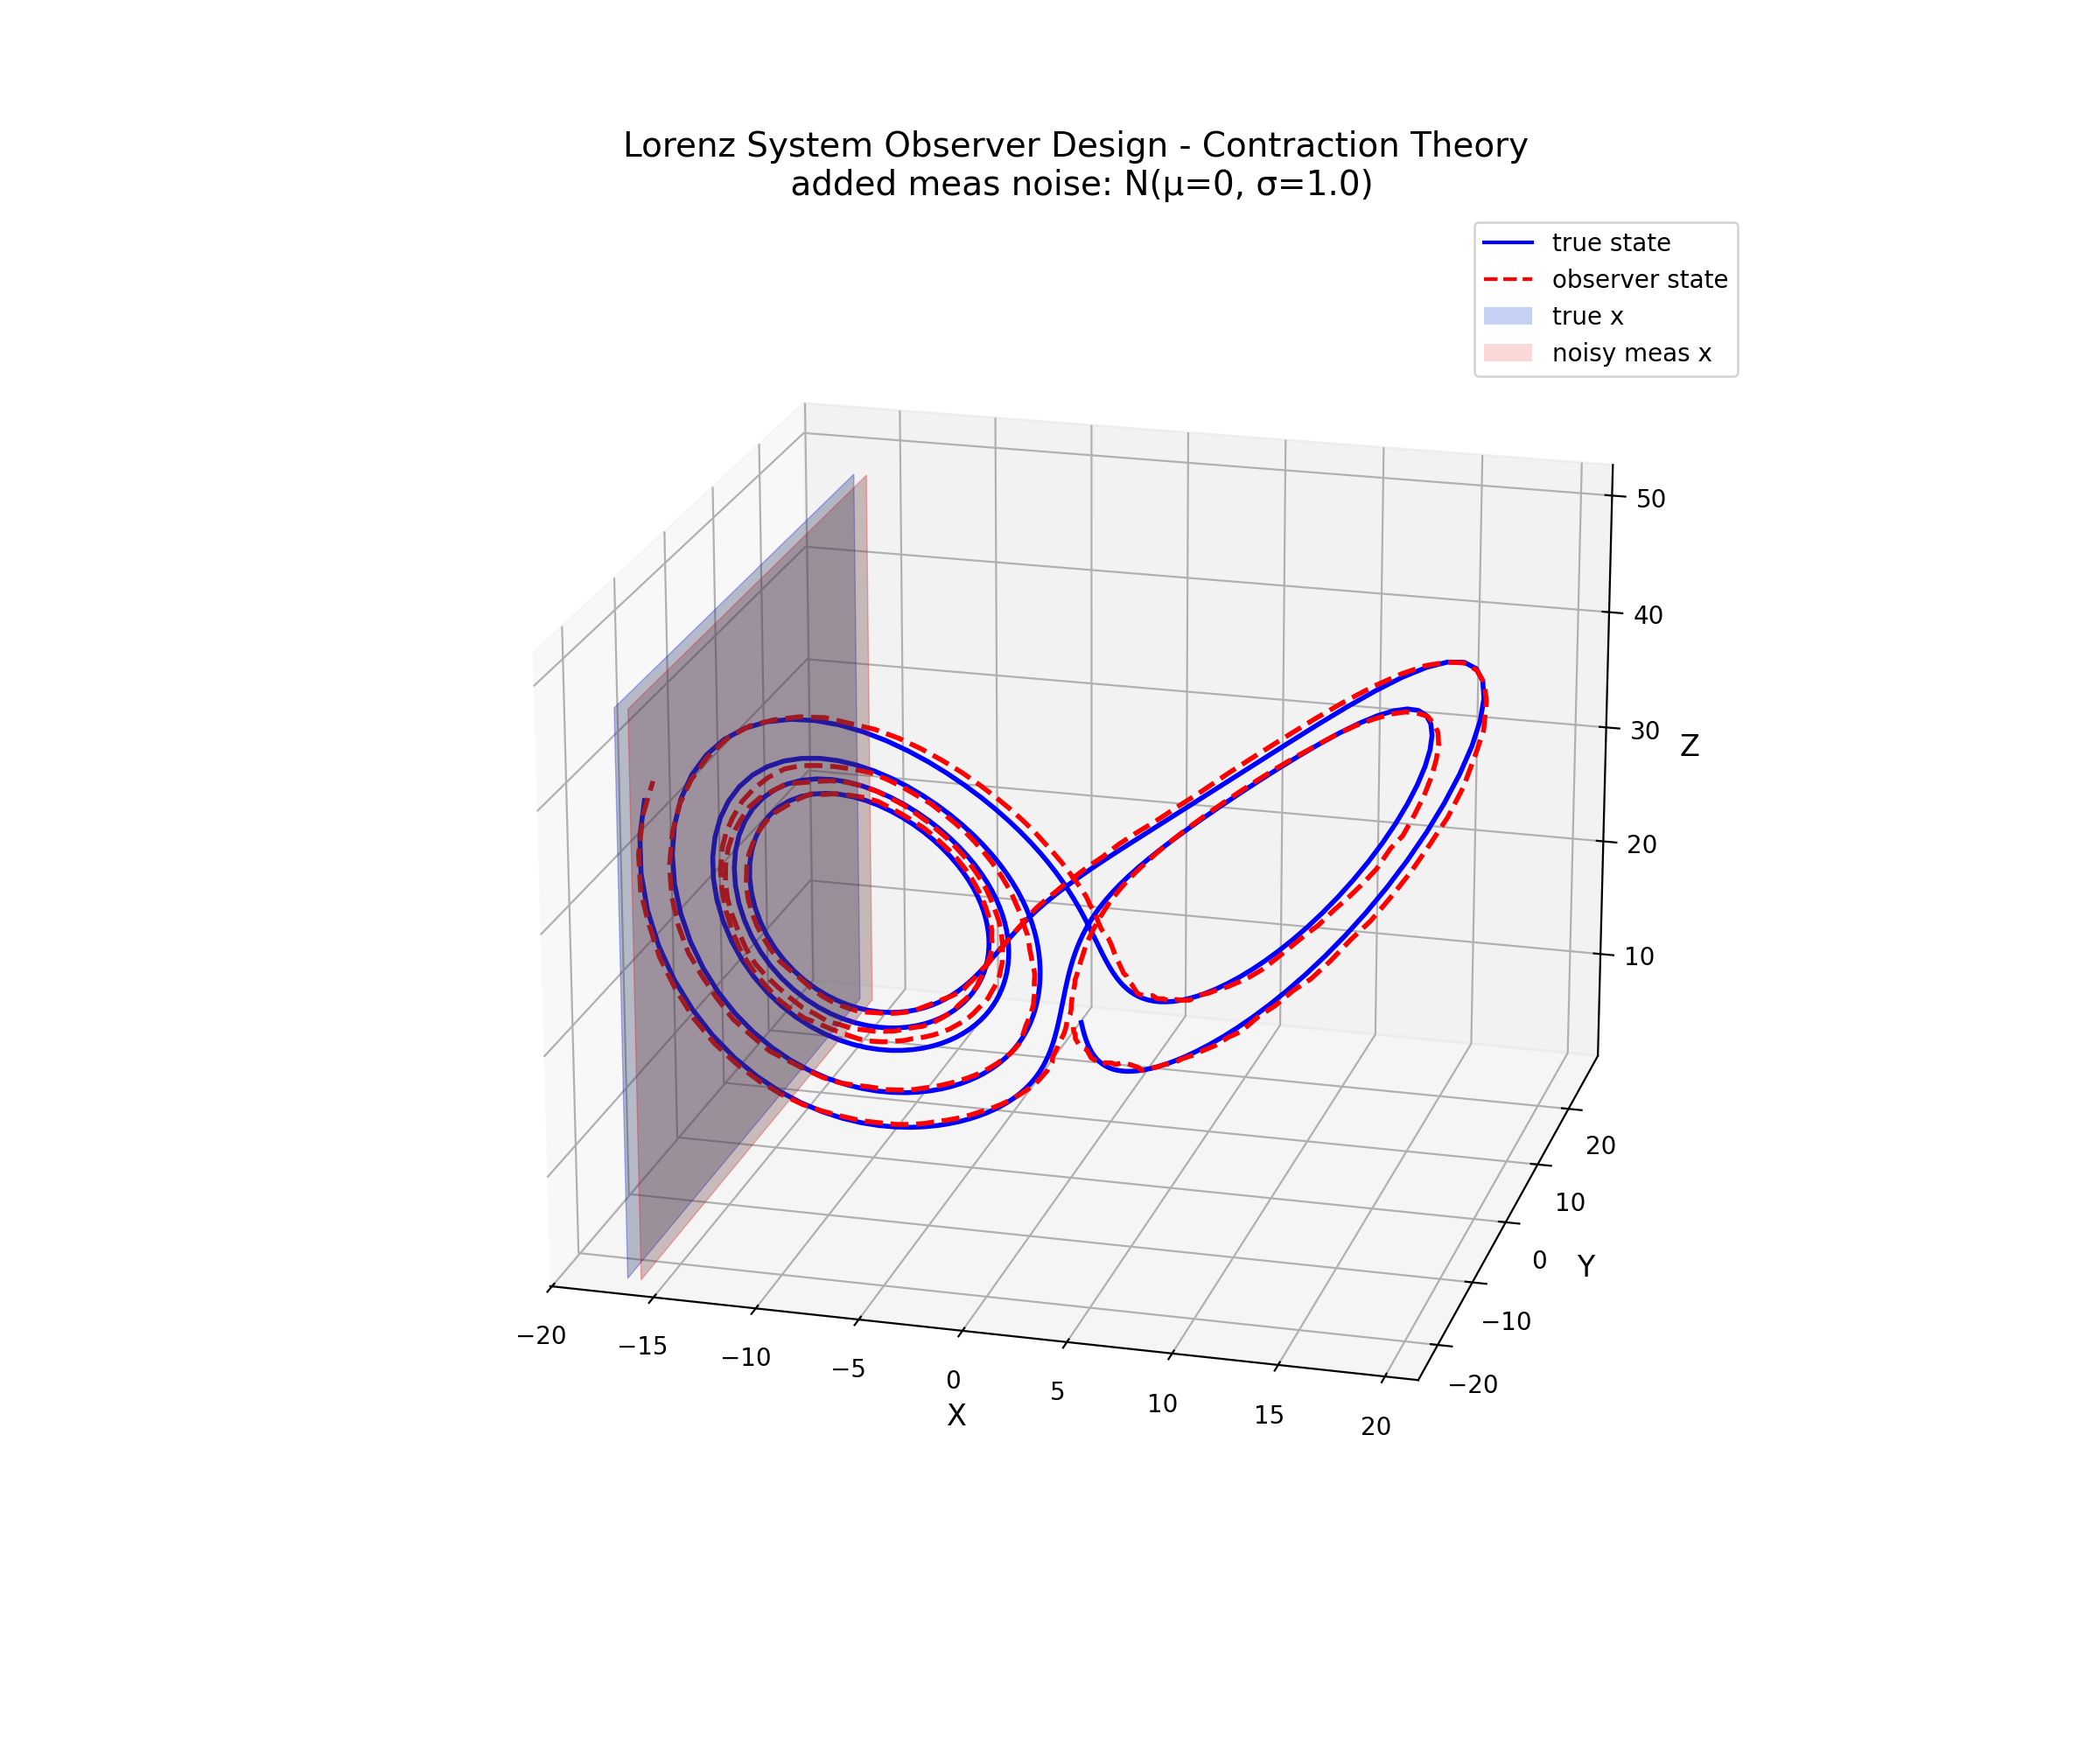 Lorenz System Observer Design - Contraction Theory
added meas noise: N(μ=0, σ=1.0)
true state
observer state
true x
noisy meas x
50
40
30
Z
20
10
20
10
0
Y
−10
−20
−20
−15
−10
−5
0
5
10
15
20
X